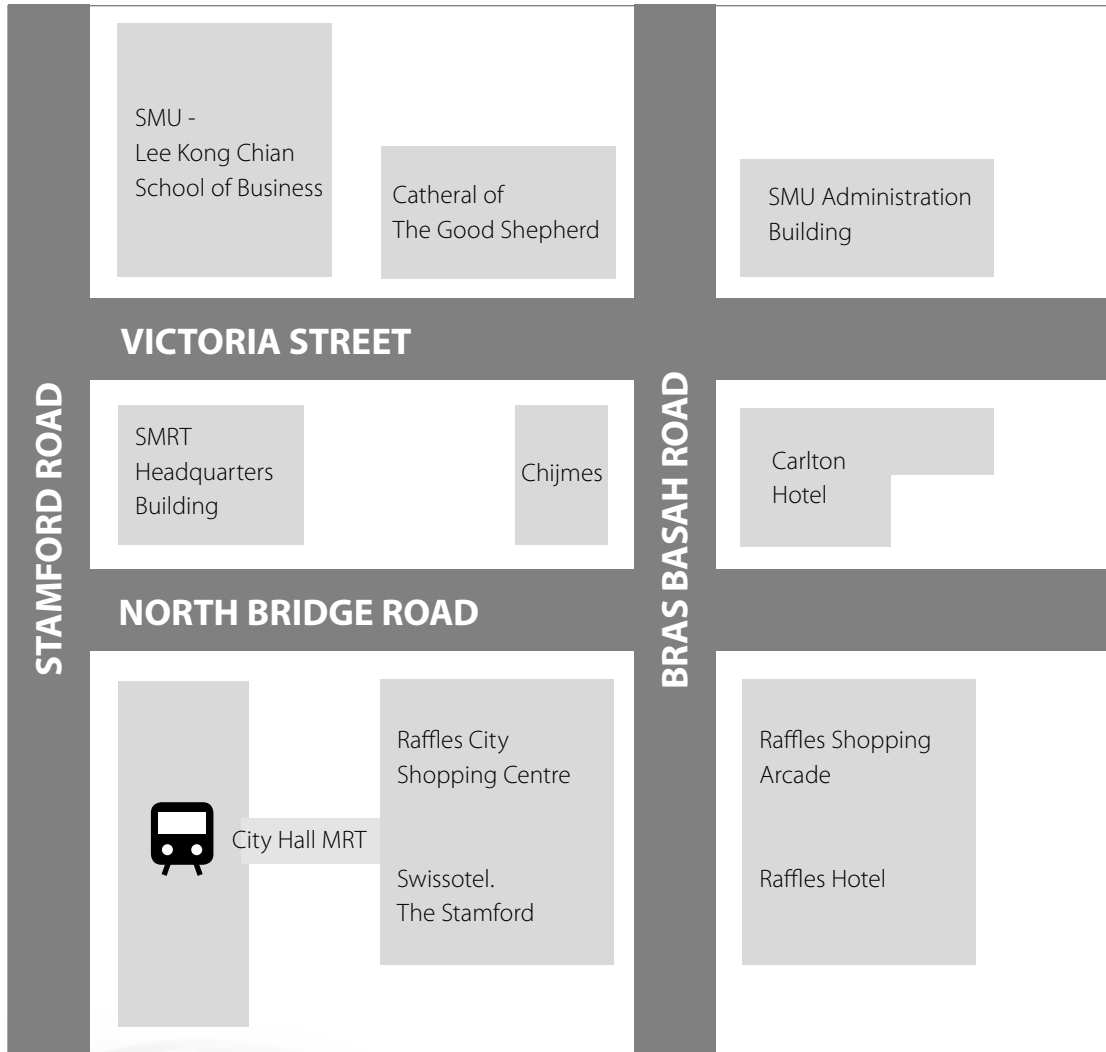 SMU -
Lee Kong Chian
School of Business
Catheral of
The Good Shepherd
SMU Administration
Building
VICTORIA STREET
STAMFORD ROAD
BRAS BASAH ROAD
SMRT
Headquarters
Building
Chijmes
Carlton
Hotel
NORTH BRIDGE ROAD
Raffles City
Shopping Centre
Raffles Shopping
Arcade
City Hall MRT
Swissotel.
The Stamford
Raffles Hotel